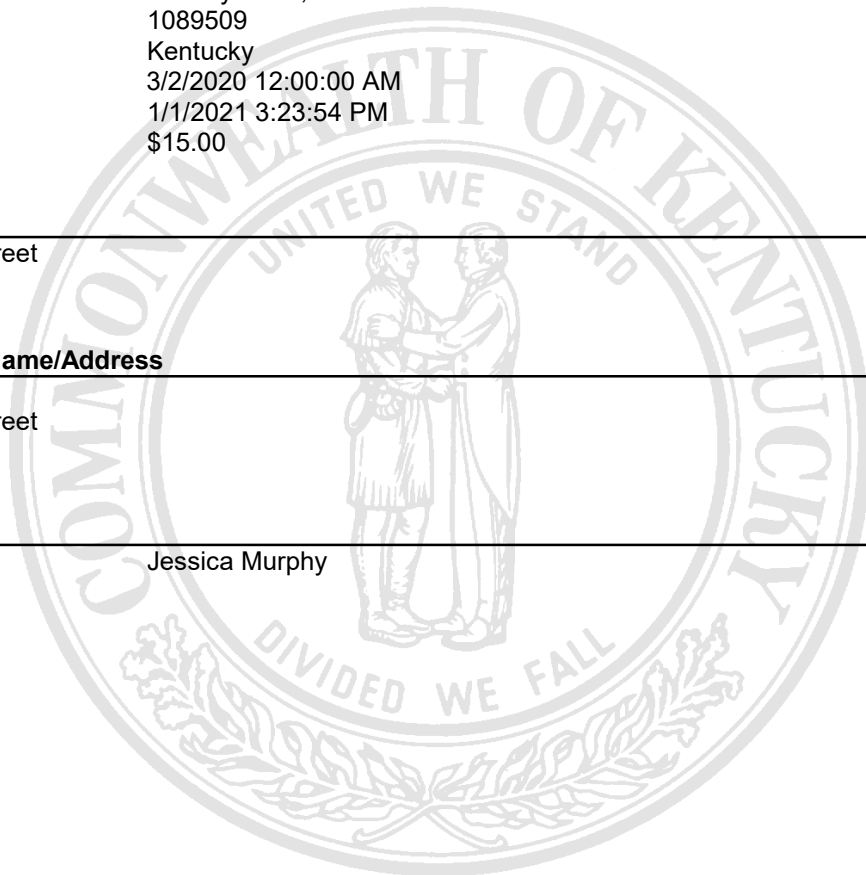 1089509
Kentucky
3/2/2020 12:00:00 AM
1/1/2021 3:23:54 PM
$15.00
COMMONWEALTH OF KENTUCKY
UNITED WE STAND
reet
ame/Address
reet
Jessica Murphy
DIVIDED WE FALL